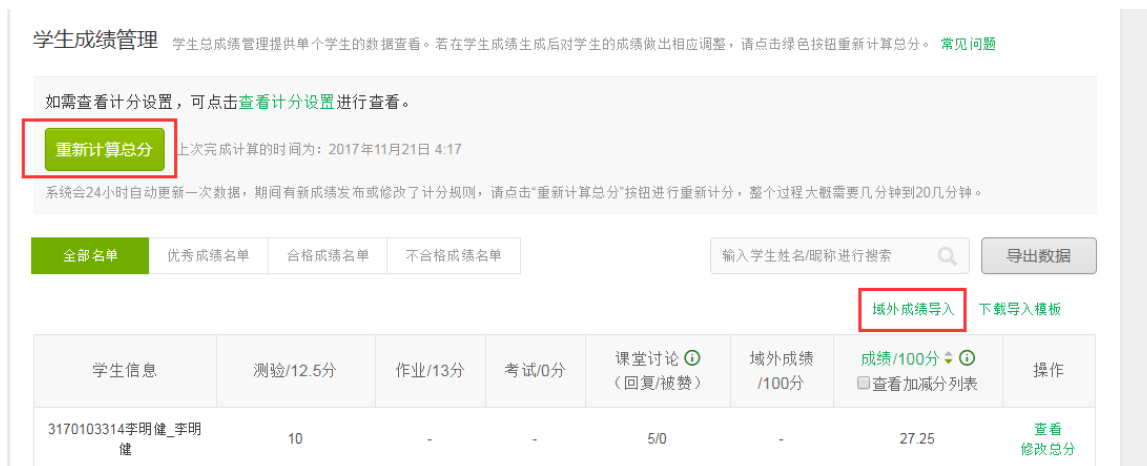 学生成绩管理 学生总成绩管理提供单个学生的数据查看。若在学生成绩生成后对学生的成绩做出相应调整，请点击绿色按钮重新计算总分。 常见问题
如需查看计分设置，可点击查看计分设置进行查看。
重新计算总分 上次完成计算的时间为：2017年11月21日 4:17
系统会24小时自动更新一次数据，期间有新成绩发布或修改了计分规则，请点击“重新计算总分”按钮进行重新计分，整个过程大概需要几分钟到20几分钟。
全部名单 优秀成绩名单 合格成绩名单 不合格成绩名单 输入学生姓名/昵称进行搜索 导出数据
域外成绩导入 下载导入模板
学生信息 测验/12.5分 作业/13分 考试/0分 课堂讨论 域外成绩 成绩/100分 操作
（回复/被赞） /100分 查看加减分列表
3170103314李明健_李明 10 - - 5/0 - 27.25 查看
健 修改总分